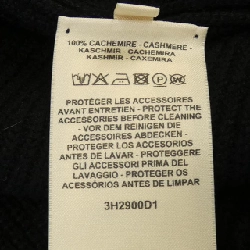 100% CACHEMIRE - CASHMERE -
KASCHMIR - CACHEMIRA
KASHMIR - CAXEMIRA
PROTÉGER LES ACCESSOIRES
AVANT ENTRETIEN - PROTECT THE
ACCESSORIES BEFORE CLEANING
- VOR DEM REINIGEN DIE
ACCESSOIRES ABDECKEN -
PROTEGER LOS ACCESORIOS
ANTES DE LAVAR - PROTEGGERE
GLI ACCESSORI PRIMA DEL
LAVAGGIO - PROTEGER OS
ACESSÓRIOS ANTES DE LIMPAR
3H2900D1